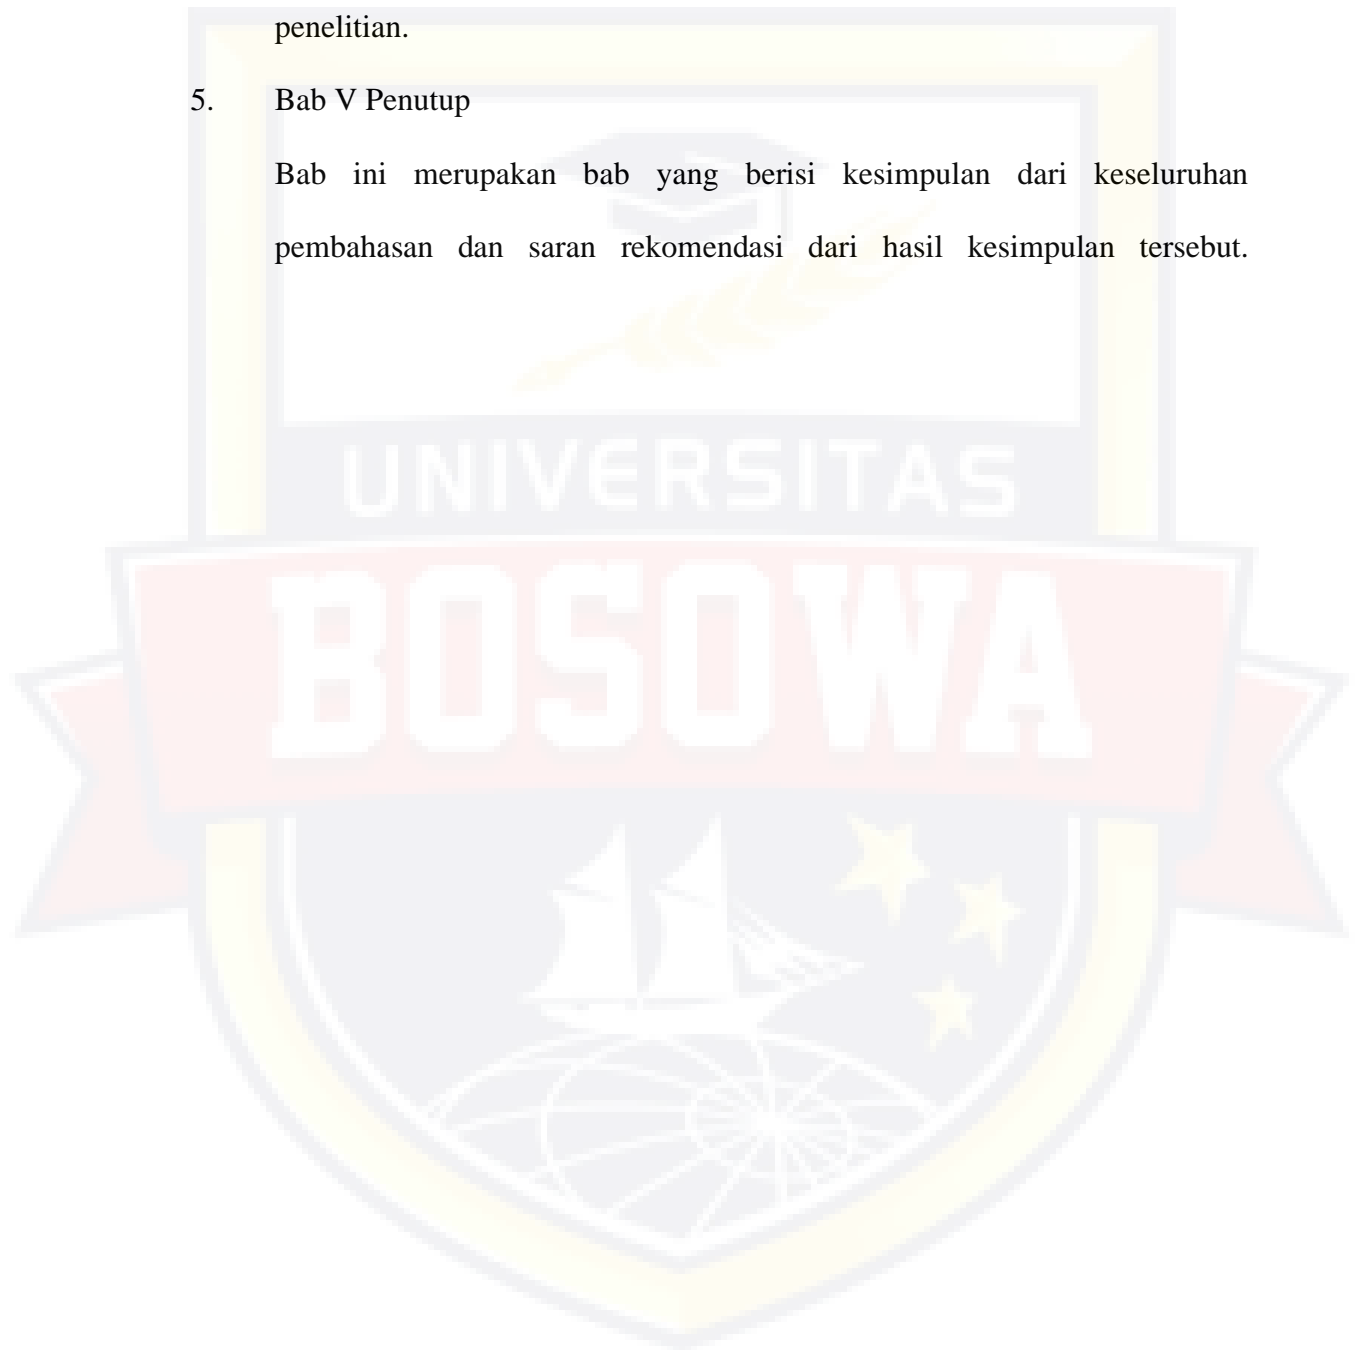 penelitian.
5. Bab V Penutup
Bab ini merupakan bab yang berisi kesimpulan dari keseluruhan
pembahasan dan saran rekomendasi dari hasil kesimpulan tersebut.
UNIVERSITAS
BOSOWA